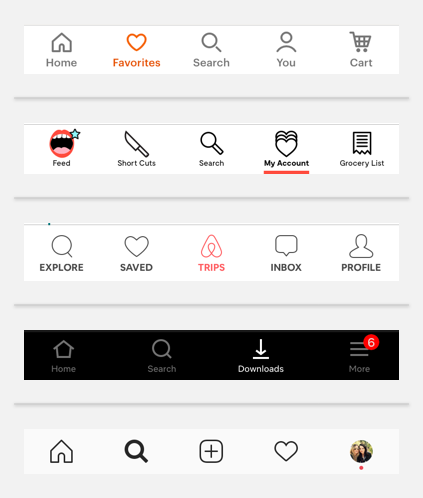 Home Favorites Search You Cart
Feed Short Cuts Search My Account Grocery List
EXPLORE SAVED TRIPS INBOX PROFILE
6
Home Search Downloads More